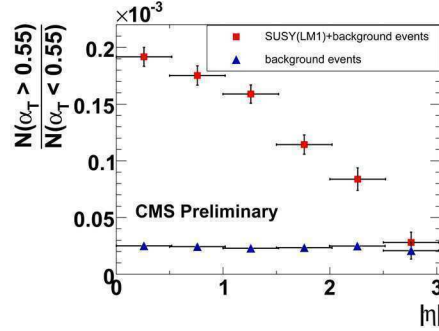 ×10⁻³
N(α_T > 0.55)
N(α_T < 0.55)
0.2
0.15
0.1
0.05
0
SUSY(LM1)+background events
background events
CMS Preliminary
0 1 2 3
|η|